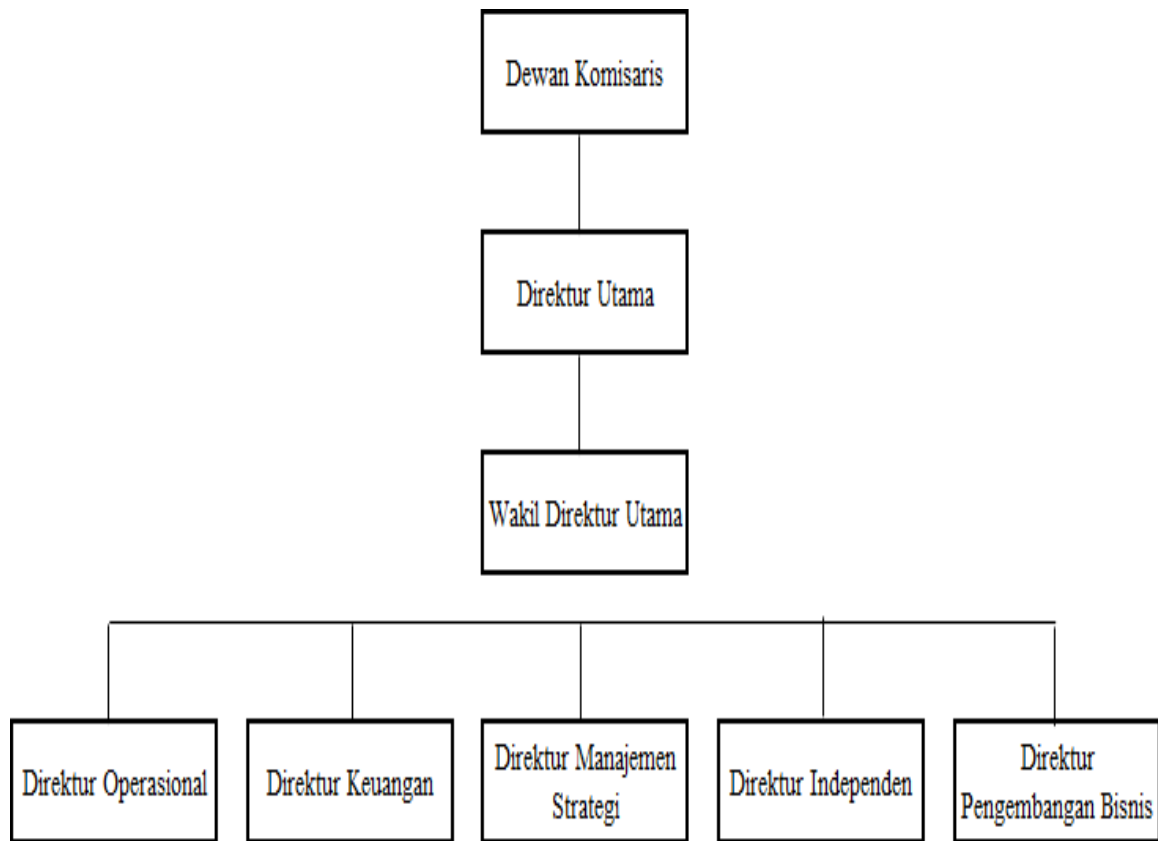 Dewan Komisaris
Direktur Utama
Wakil Direktur Utama
Direktur Operasional
Direktur Keuangan
Direktur Manajemen
Strategi
Direktur Independen
Direktur
Pengembangan Bisnis